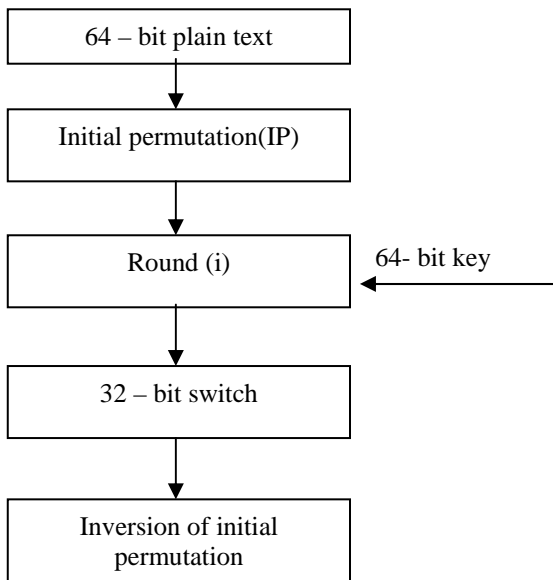 64 – bit plain text
Initial permutation(IP)
Round (i)
64- bit key
32 – bit switch
Inversion of initial
permutation